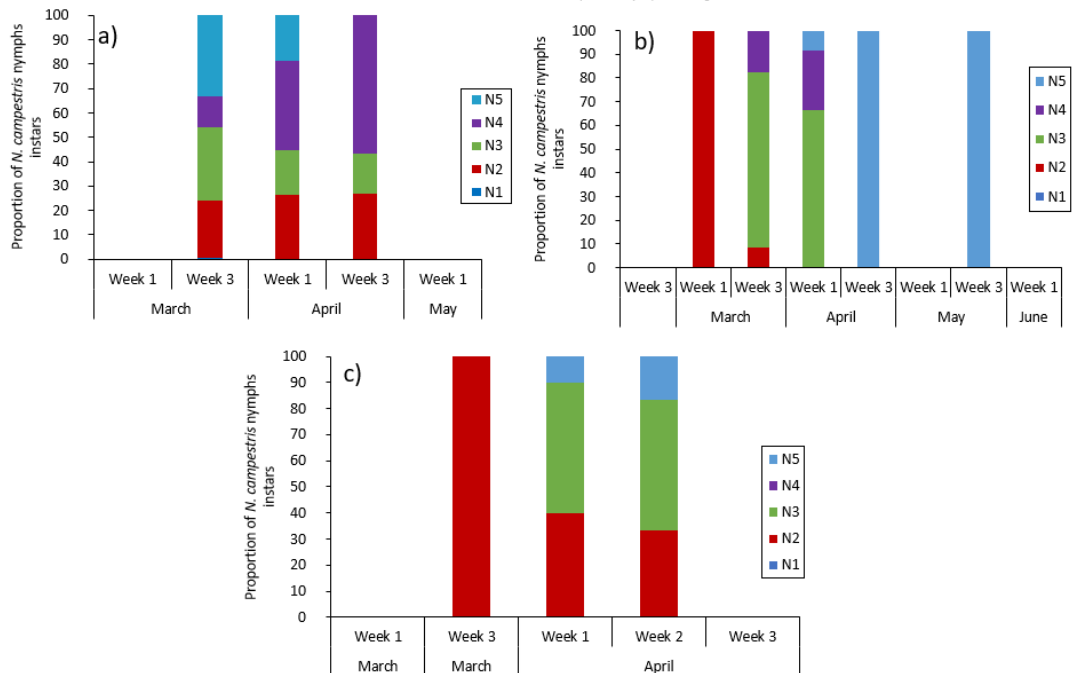 a)
Proportion of N. campestris nymphs
instars
100
90
80
70
60
50
40
30
20
10
0
Week 1 Week 3 Week 1 Week 3 Week 1
March April May
N5
N4
N3
N2
N1
b)
Proportion of N. campestris nymphs
instars
100
90
80
70
60
50
40
30
20
10
0
Week 3 Week 1 Week 3 Week 1 Week 3 Week 1 Week 3 Week 1
March April May June
N5
N4
N3
N2
N1
c)
Proportion of N. campestris nymphs
instars
100
90
80
70
60
50
40
30
20
10
0
Week 1 Week 3 Week 1 Week 2 Week 3
March March April
N5
N4
N3
N2
N1